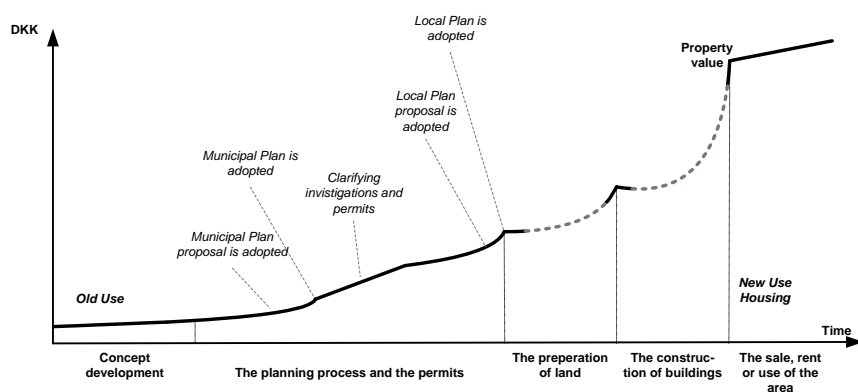 DKK
Local Plan is
adopted
Property
value
Local Plan
proposal is
adopted
Municipal Plan is
adopted
Clarifying
invistigations and
permits
Municipal Plan
proposal is adopted
Old Use
New Use
Housing
Time
Concept
development
The planning process and the permits
The preperation
of land
The construc-
tion of buildings
The sale, rent
or use of the
area